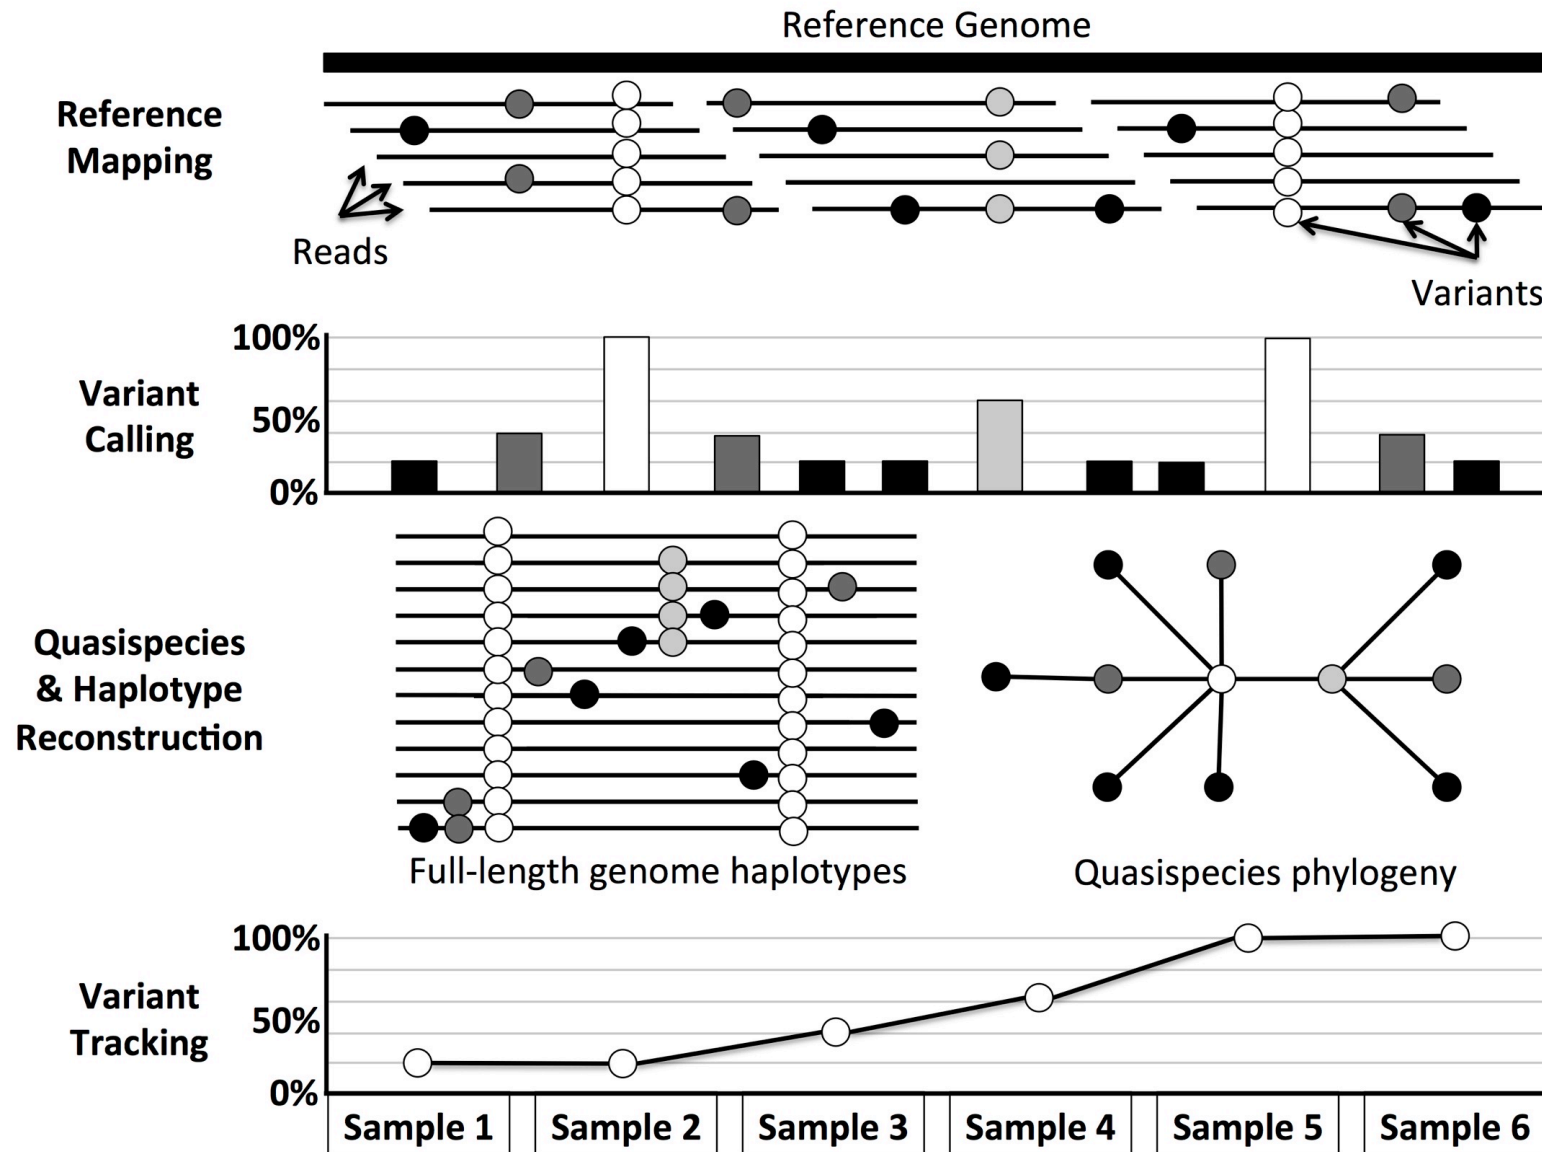 Reference Genome
Reference
Mapping
Reads
Variants
100%
Variant
Calling
50%
0%
Quasispecies
& Haplotype
Reconstruction
Full-length genome haplotypes
Quasispecies phylogeny
100%
Variant
Tracking
50%
0%
Sample 1
Sample 2
Sample 3
Sample 4
Sample 5
Sample 6